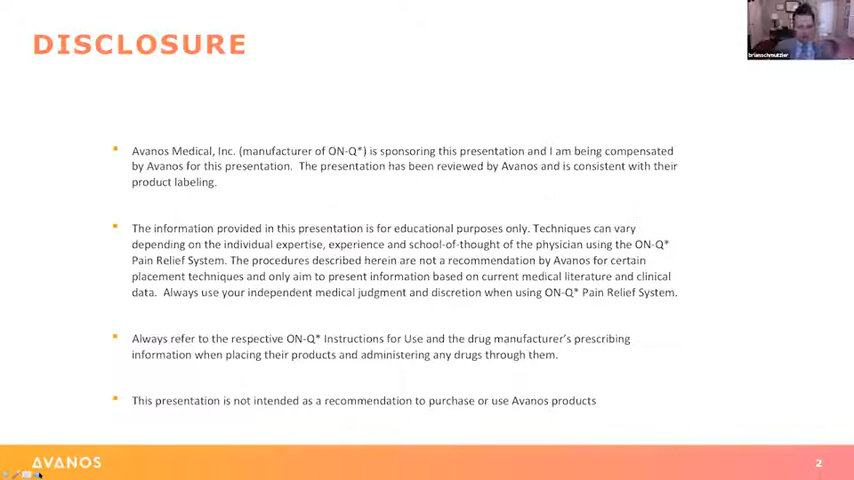 DISCLOSURE
brianschmutzler
Avanos Medical, Inc. (manufacturer of ON-Q*) is sponsoring this presentation and I am being compensated
by Avanos for this presentation. The presentation has been reviewed by Avanos and is consistent with their
product labeling.
The information provided in this presentation is for educational purposes only. Techniques can vary
depending on the individual expertise, experience and school-of-thought of the physician using the ON-Q*
Pain Relief System. The procedures described herein are not a recommendation by Avanos for certain
placement techniques and only aim to present information based on current medical literature and clinical
data. Always use your independent medical judgment and discretion when using ON-Q* Pain Relief System.
Always refer to the respective ON-Q* Instructions for Use and the drug manufacturer's prescribing
information when placing their products and administering any drugs through them.
This presentation is not intended as a recommendation to purchase or use Avanos products
AVANOS
2